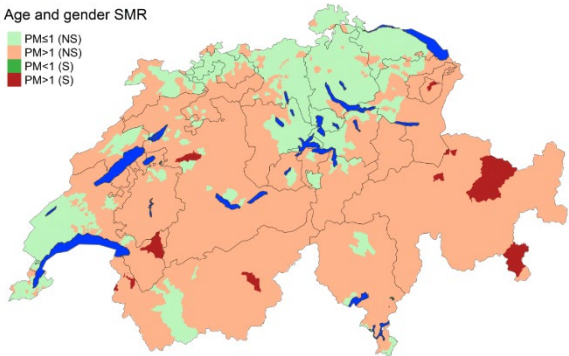 Age and gender SMR
PM≤1 (NS)
PM>1 (NS)
PM<1 (S)
PM>1 (S)